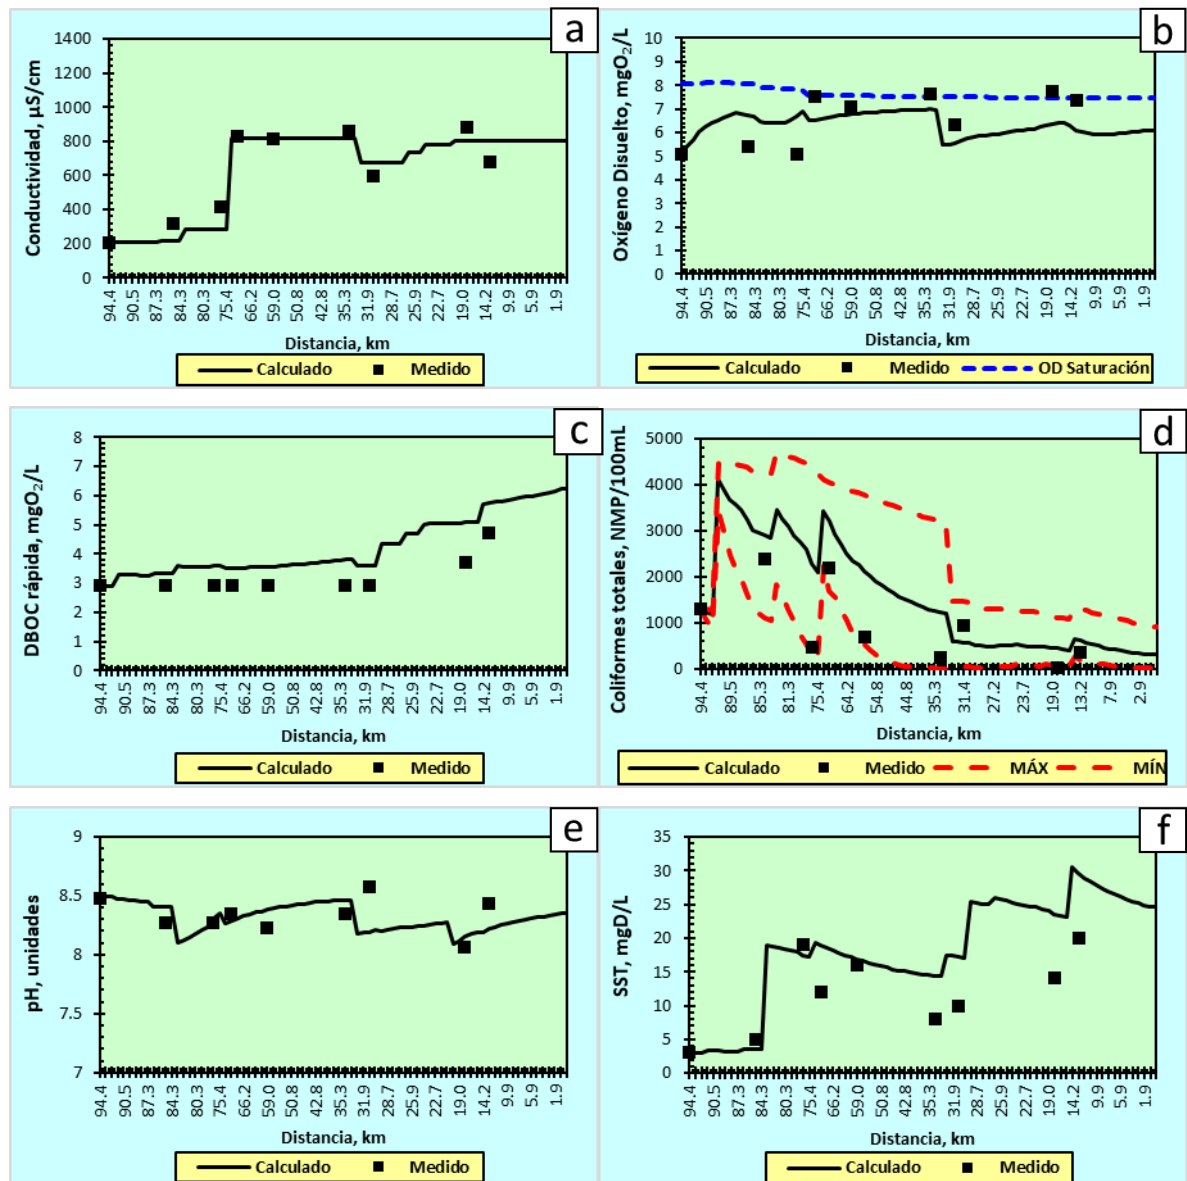 a
Conductividad, µS/cm
1400
1200
1000
800
600
400
200
0
94.4 90.5 87.3 84.3 80.3 75.4 66.2 59.0 50.8 42.8 35.3 31.9 28.7 22.7 19.0 14.2 9.9 5.9 1.9
Distancia, km
Calculado Medido
b
Oxígeno Disuelto, mgO₂/L
10
9
8
7
6
5
4
3
2
1
0
94.4 90.5 87.3 84.3 80.3 75.4 66.2 59.0 50.8 42.8 35.3 31.9 28.7 22.7 19.0 14.2 9.9 5.9 1.9
Distancia, km
Calculado Medido OD Saturación
c
DBOC rápida, mgO₂/L
8
7
6
5
4
3
2
1
0
94.4 90.5 87.3 84.3 80.3 75.4 66.2 59.0 50.8 42.8 35.3 31.9 28.7 22.7 19.0 14.2 9.9 5.9 1.9
Distancia, km
Calculado Medido
d
Coliformes totales, NMP/100mL
5000
4000
3000
2000
1000
0
94.4 89.5 85.3 81.3 75.4 64.2 54.8 44.8 35.3 31.4 27.2 23.7 19.0 13.2 7.9 2.9
Distancia, km
Calculado Medido MÁX MÍN
e
pH, unidades
9
8.5
8
7.5
7
94.4 90.5 87.3 84.3 80.3 75.4 66.2 59.0 50.8 42.8 35.3 31.9 28.7 22.7 19.0 14.2 9.9 5.9 1.9
Distancia, km
Calculado Medido
f
SST, mgD/L
35
30
25
20
15
10
5
0
94.4 90.5 87.3 84.3 80.3 75.4 66.2 59.0 50.8 42.8 35.3 31.9 28.7 25.9 22.7 19.0 14.2 9.9 5.9 1.9
Distancia, km
Calculado Medido